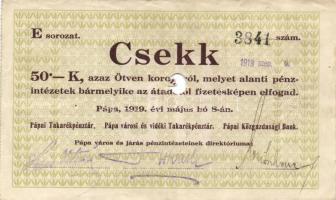 E sorozat. 3841 szám.
Csekk
50·— K, azaz Ötven koronáról, melyet alanti pénz-
intézetek bármelyike az átadótól fizetésképen elfogad.
Pápa, 1919. évi május hó 8-án.
Pápai Takarékpénztár. Pápa városi és vidéki Takarékpénztár. Pápai Közgazdasági Bank.
Pápa város és járás pénzintézeteinek direktóriuma: